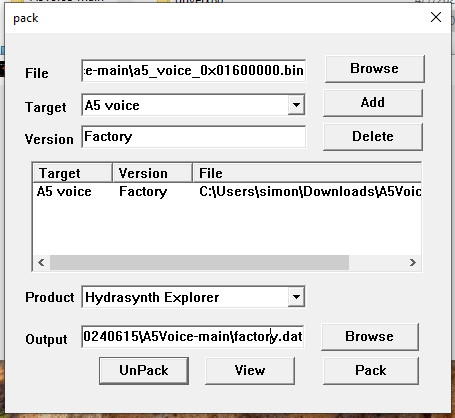 pack
File :e-main\a5_voice_0x01600000.bin Browse
Target A5 voice Add
Version Factory Delete
Target Version File
A5 voice Factory C:\Users\simon\Downloads\A5Voic
Product Hydrasynth Explorer
Output 0240615\A5Voice-main\factory.dat Browse
UnPack View Pack